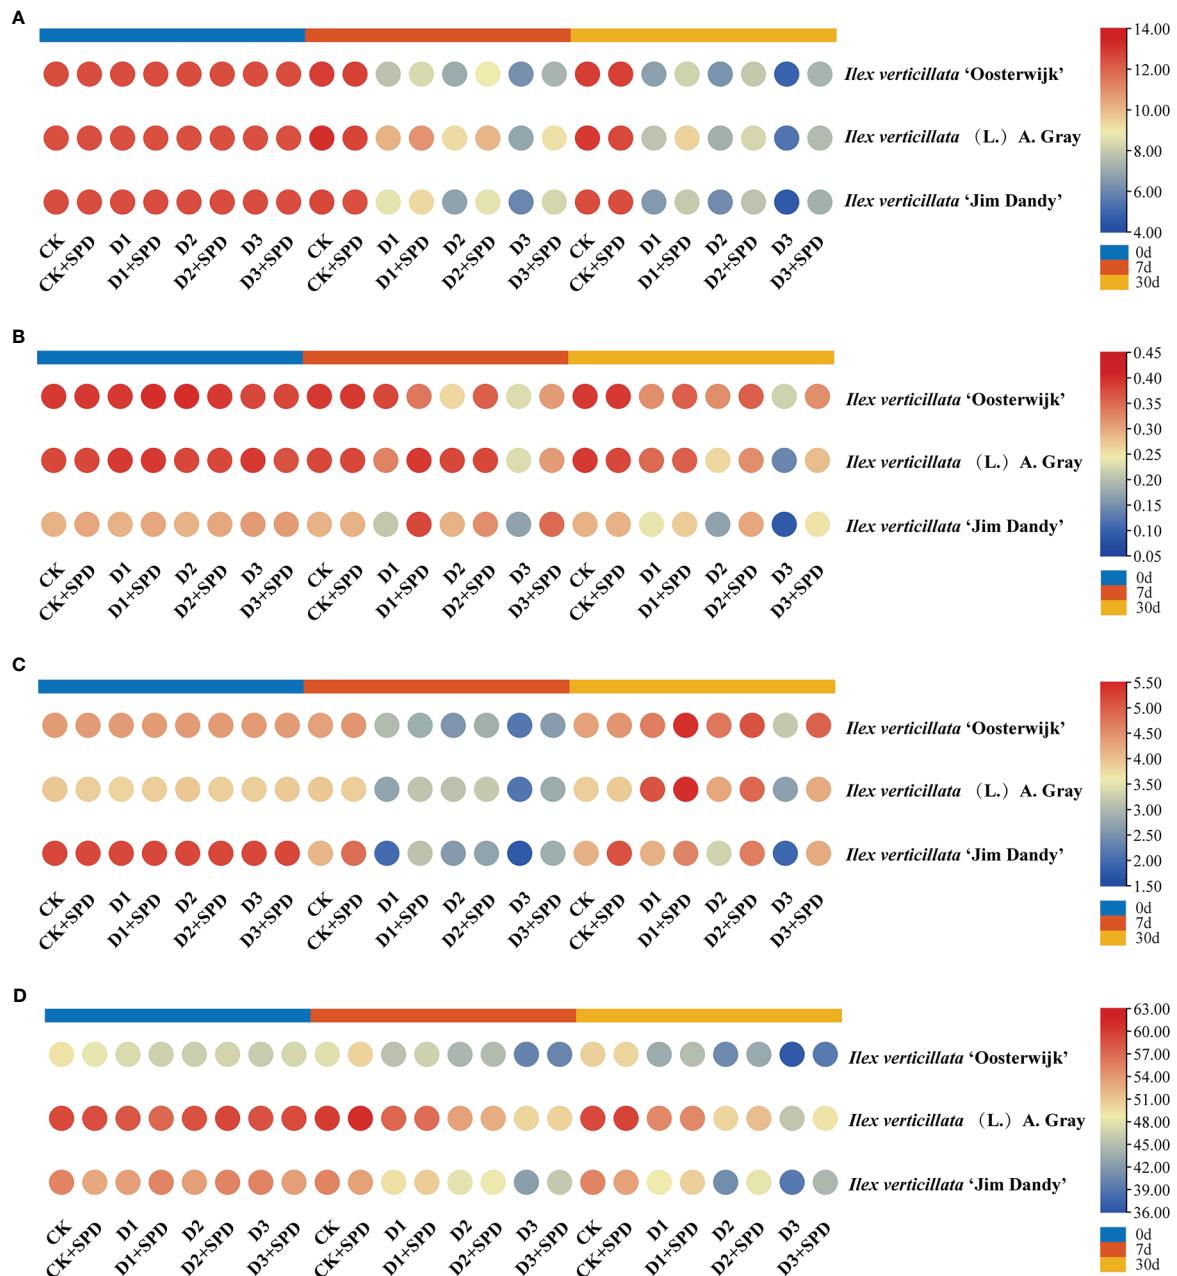 A
Ilex verticillata ‘Oosterwijk’
Ilex verticillata （L.）A. Gray
Ilex verticillata ‘Jim Dandy’
CK CK+SPD D1 D1+SPD D2 D2+SPD D3 D3+SPD CK CK+SPD D1 D1+SPD D2 D2+SPD D3 D3+SPD CK CK+SPD D1 D1+SPD D2 D2+SPD D3 D3+SPD
14.00
12.00
10.00
8.00
6.00
4.00
0d
7d
30d
B
Ilex verticillata ‘Oosterwijk’
Ilex verticillata （L.）A. Gray
Ilex verticillata ‘Jim Dandy’
CK CK+SPD D1 D1+SPD D2 D2+SPD D3 D3+SPD CK CK+SPD D1 D1+SPD D2 D2+SPD D3 D3+SPD CK CK+SPD D1 D1+SPD D2 D2+SPD D3 D3+SPD
0.45
0.40
0.35
0.30
0.25
0.20
0.15
0.10
0.05
0d
7d
30d
C
Ilex verticillata ‘Oosterwijk’
Ilex verticillata （L.）A. Gray
Ilex verticillata ‘Jim Dandy’
CK CK+SPD D1 D1+SPD D2 D2+SPD D3 D3+SPD CK CK+SPD D1 D1+SPD D2 D2+SPD D3 D3+SPD CK CK+SPD D1 D1+SPD D2 D2+SPD D3 D3+SPD
5.50
5.00
4.50
4.00
3.50
3.00
2.50
2.00
1.50
0d
7d
30d
D
Ilex verticillata ‘Oosterwijk’
Ilex verticillata （L.）A. Gray
Ilex verticillata ‘Jim Dandy’
CK CK+SPD D1 D1+SPD D2 D2+SPD D3 D3+SPD CK CK+SPD D1 D1+SPD D2 D2+SPD D3 D3+SPD CK CK+SPD D1 D1+SPD D2 D2+SPD D3 D3+SPD
63.00
60.00
57.00
54.00
51.00
48.00
45.00
42.00
39.00
36.00
0d
7d
30d